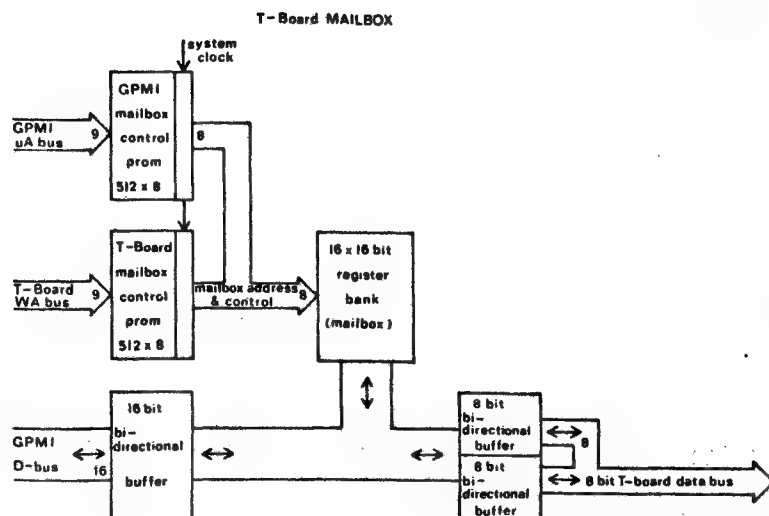 T-Board MAILBOX
system
clock
GPMI
mailbox
control
prom
512 x 8
GPMI
uA bus
9
8
T-Board
mailbox
control
prom
512 x 8
T-Board
WA bus
9
mailbox address
& control
8
16 x 16 bit
register
bank
(mailbox)
GPMI
D-bus
16
16 bit
bi-
directional
buffer
8 bit
bi-
directional
buffer
8
8 bit
bi-
directional
buffer
8 bit T-board data bus